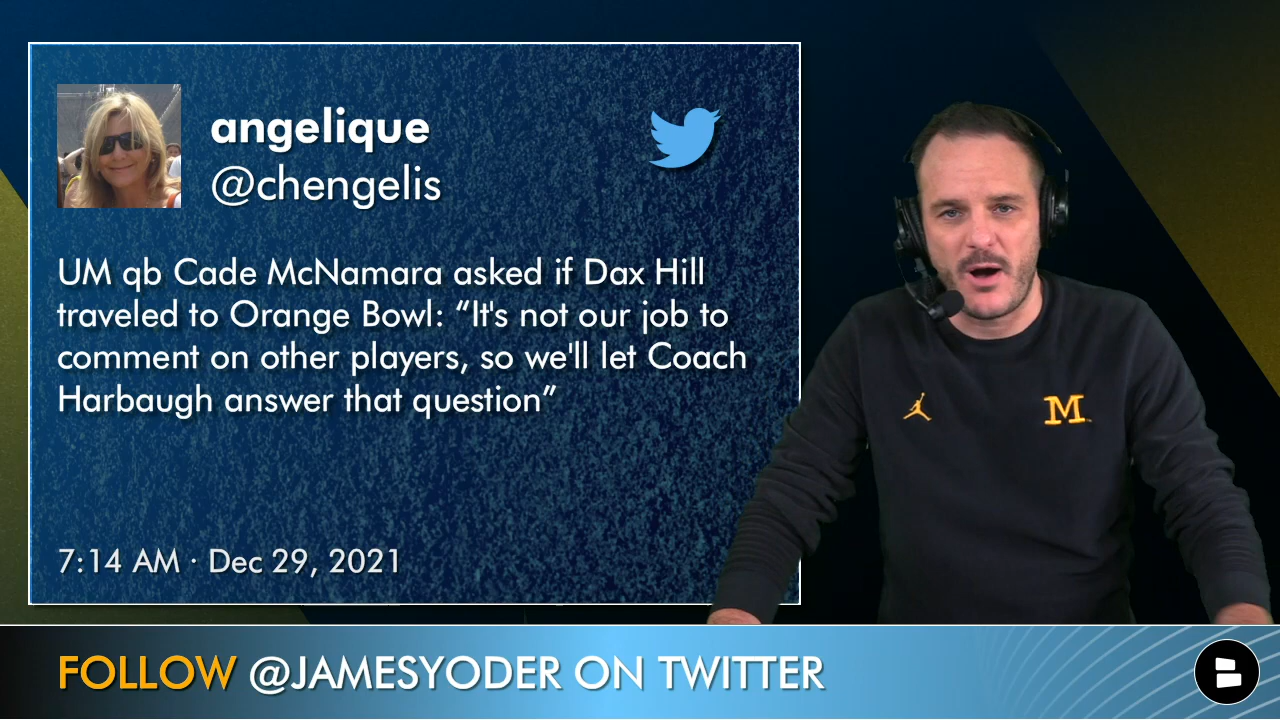 angelique
@chengelis
UM qb Cade McNamara asked if Dax Hill
traveled to Orange Bowl: “It's not our job to
comment on other players, so we'll let Coach
Harbaugh answer that question”
7:14 AM · Dec 29, 2021
M
FOLLOW @JAMESYODER ON TWITTER